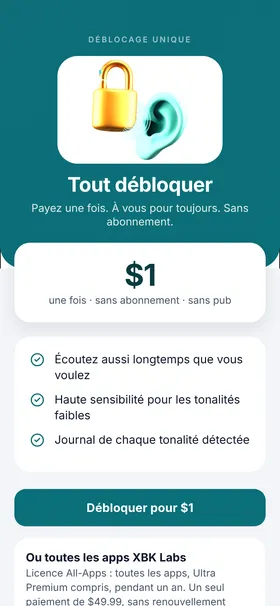 DÉBLOCAGE UNIQUE
Tout débloquer
Payez une fois. À vous pour toujours. Sans
abonnement.
$1
une fois · sans abonnement · sans pub
Écoutez aussi longtemps que vous
voulez
Haute sensibilité pour les tonalités
faibles
Journal de chaque tonalité détectée
Débloquer pour $1
Ou toutes les apps XBK Labs
Licence All-Apps : toutes les apps, Ultra
Premium compris, pendant un an. Un seul
paiement de $49.99, sans renouvellement